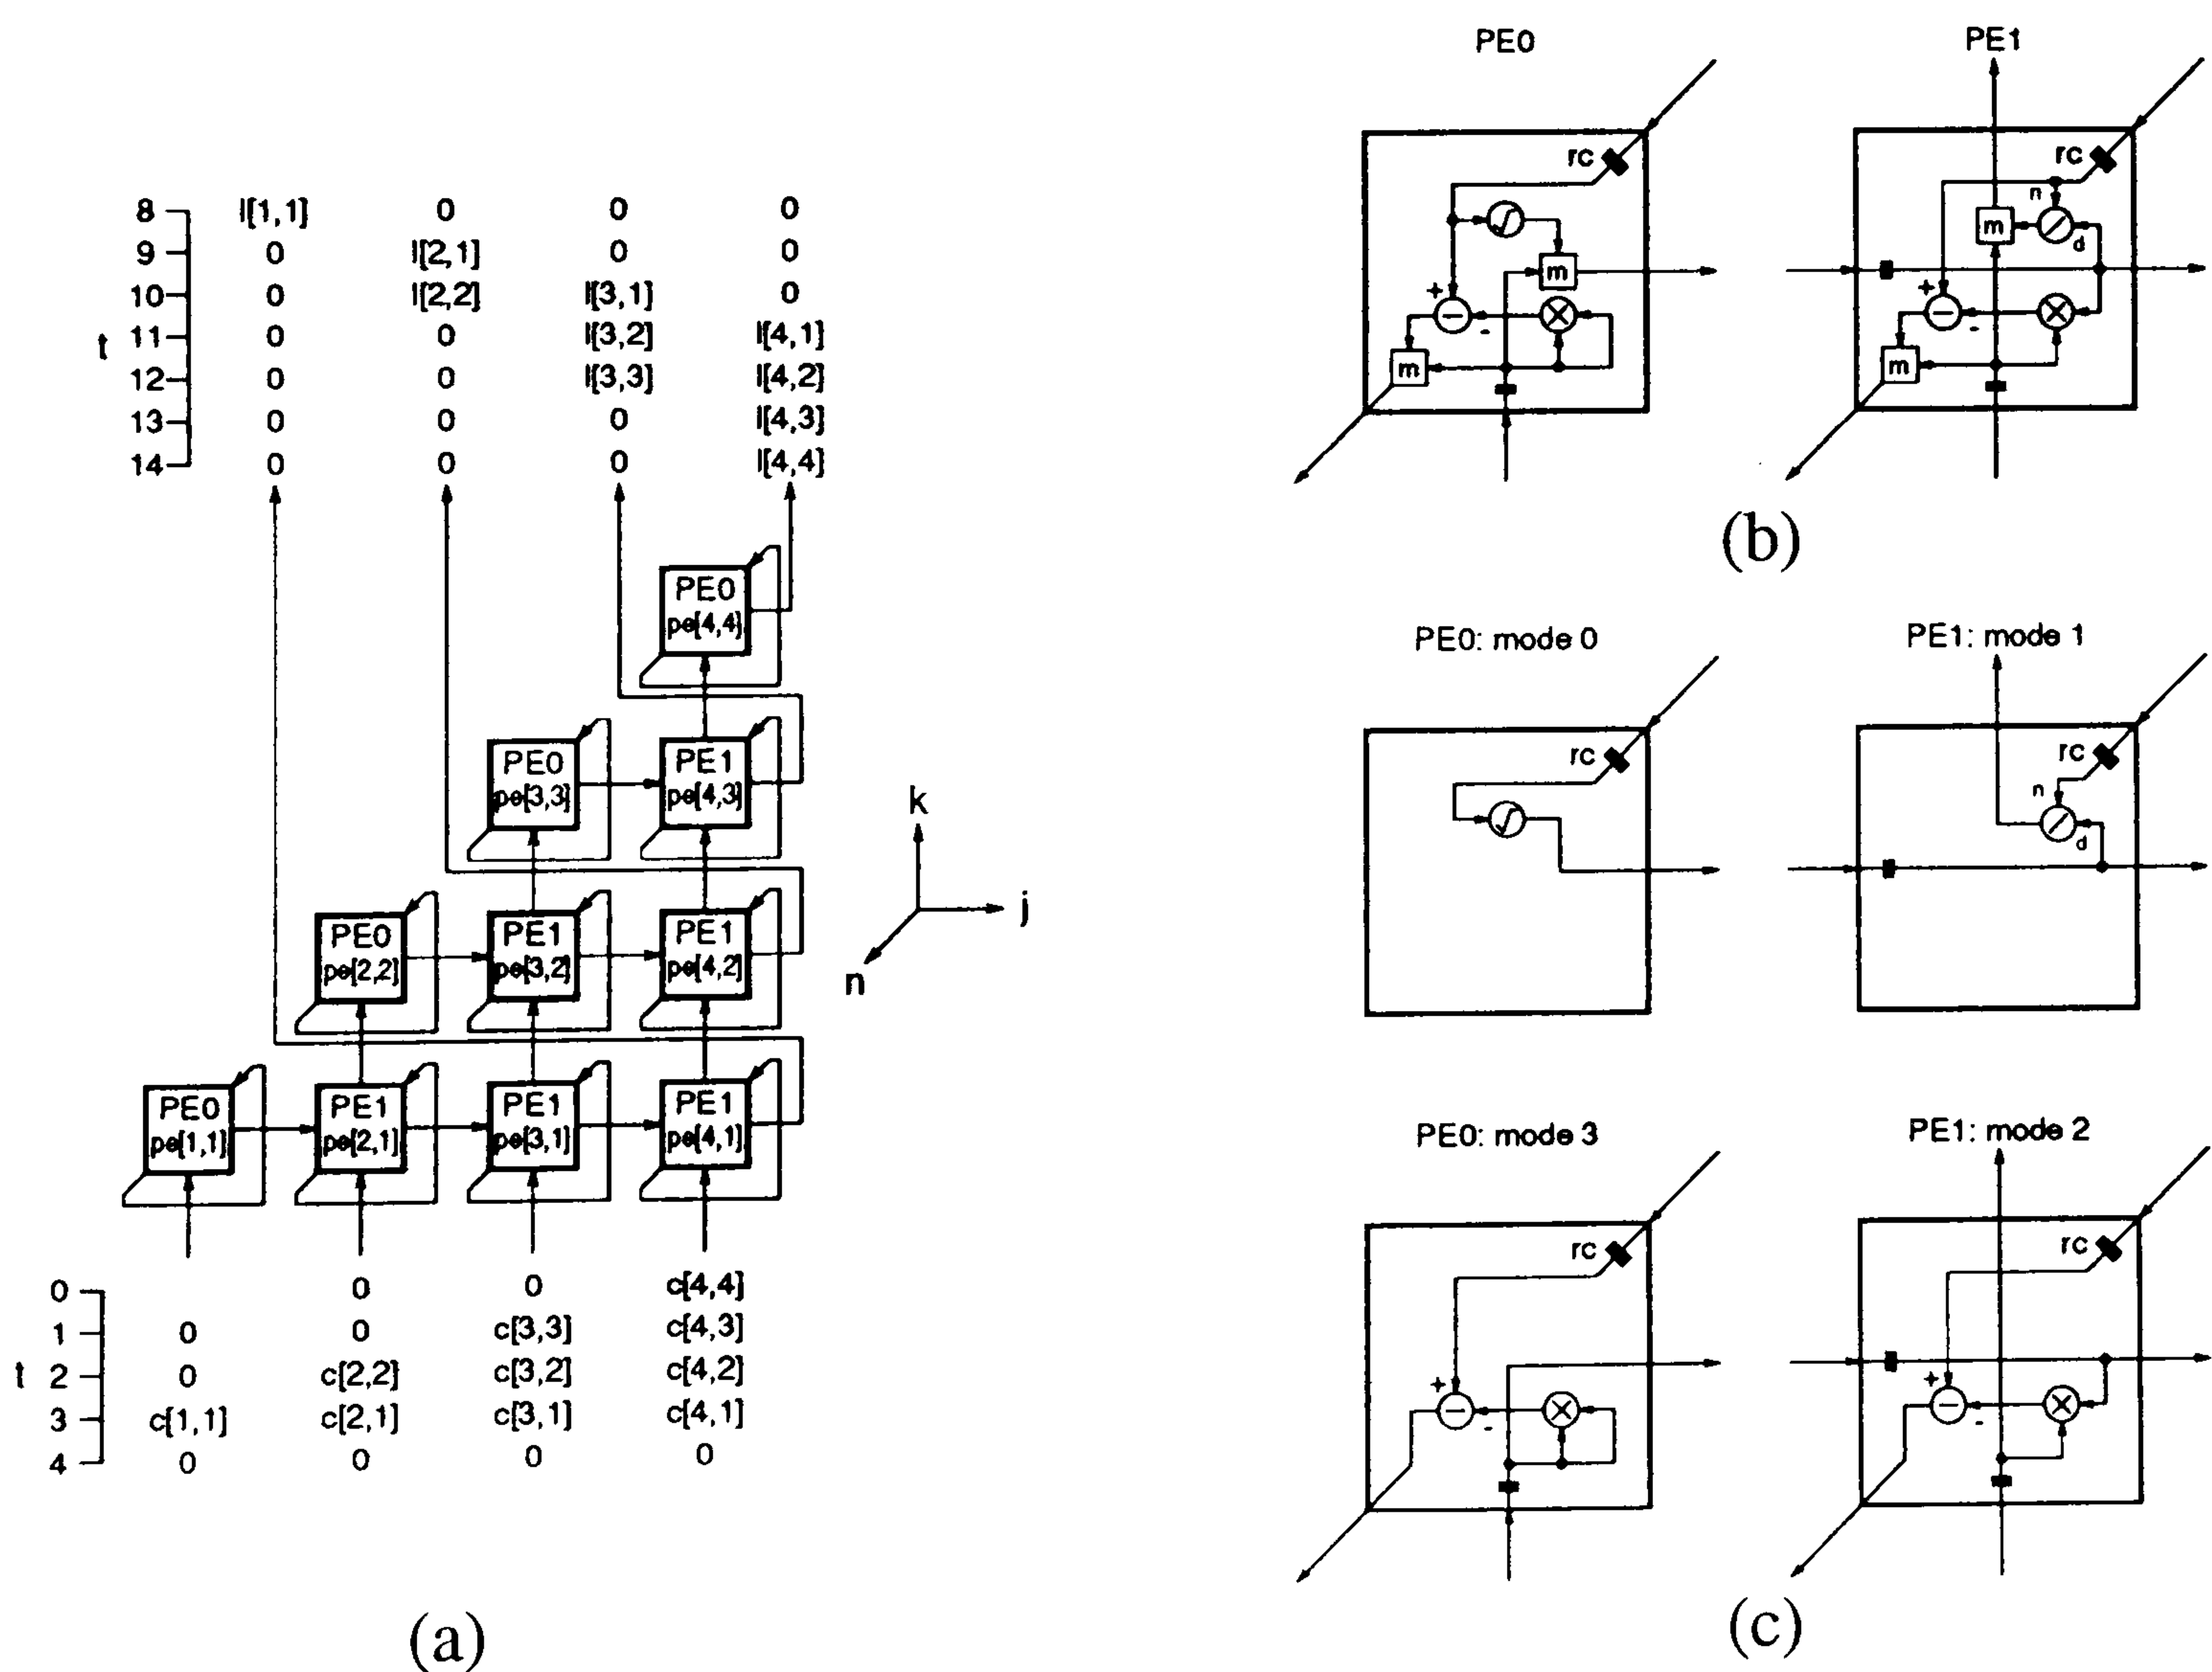 8 l[1,1] 0 0 0
9 0 l[2,1] 0 0
10 0 l[2,2] l[3,1] 0
t 11 0 0 l[3,2] l[4,1]
12 0 0 l[3,3] l[4,2]
13 0 0 0 l[4,3]
14 0 0 0 l[4,4]
PE0
pe[4,4]
PE0 PE1
pe[3,3] pe[4,3]
PE0 PE1 PE1
pe[2,2] pe[3,2] pe[4,2]
PE0 PE1 PE1 PE1
pe[1,1] pe[2,1] pe[3,1] pe[4,1]
k
j
n
0 0 0 c[4,4]
1 0 0 c[3,3] c[4,3]
t 2 0 c[2,2] c[3,2] c[4,2]
3 c[1,1] c[2,1] c[3,1] c[4,1]
4 0 0 0 0
(a)
PE0
rc
m
+ − -
m
PE1
rc
n
m d
+ − -
m
(b)
PE0: mode 0
rc
PE1: mode 1
rc
n
d
PE0: mode 3
rc
+ − -
PE1: mode 2
rc
+ − -
(c)